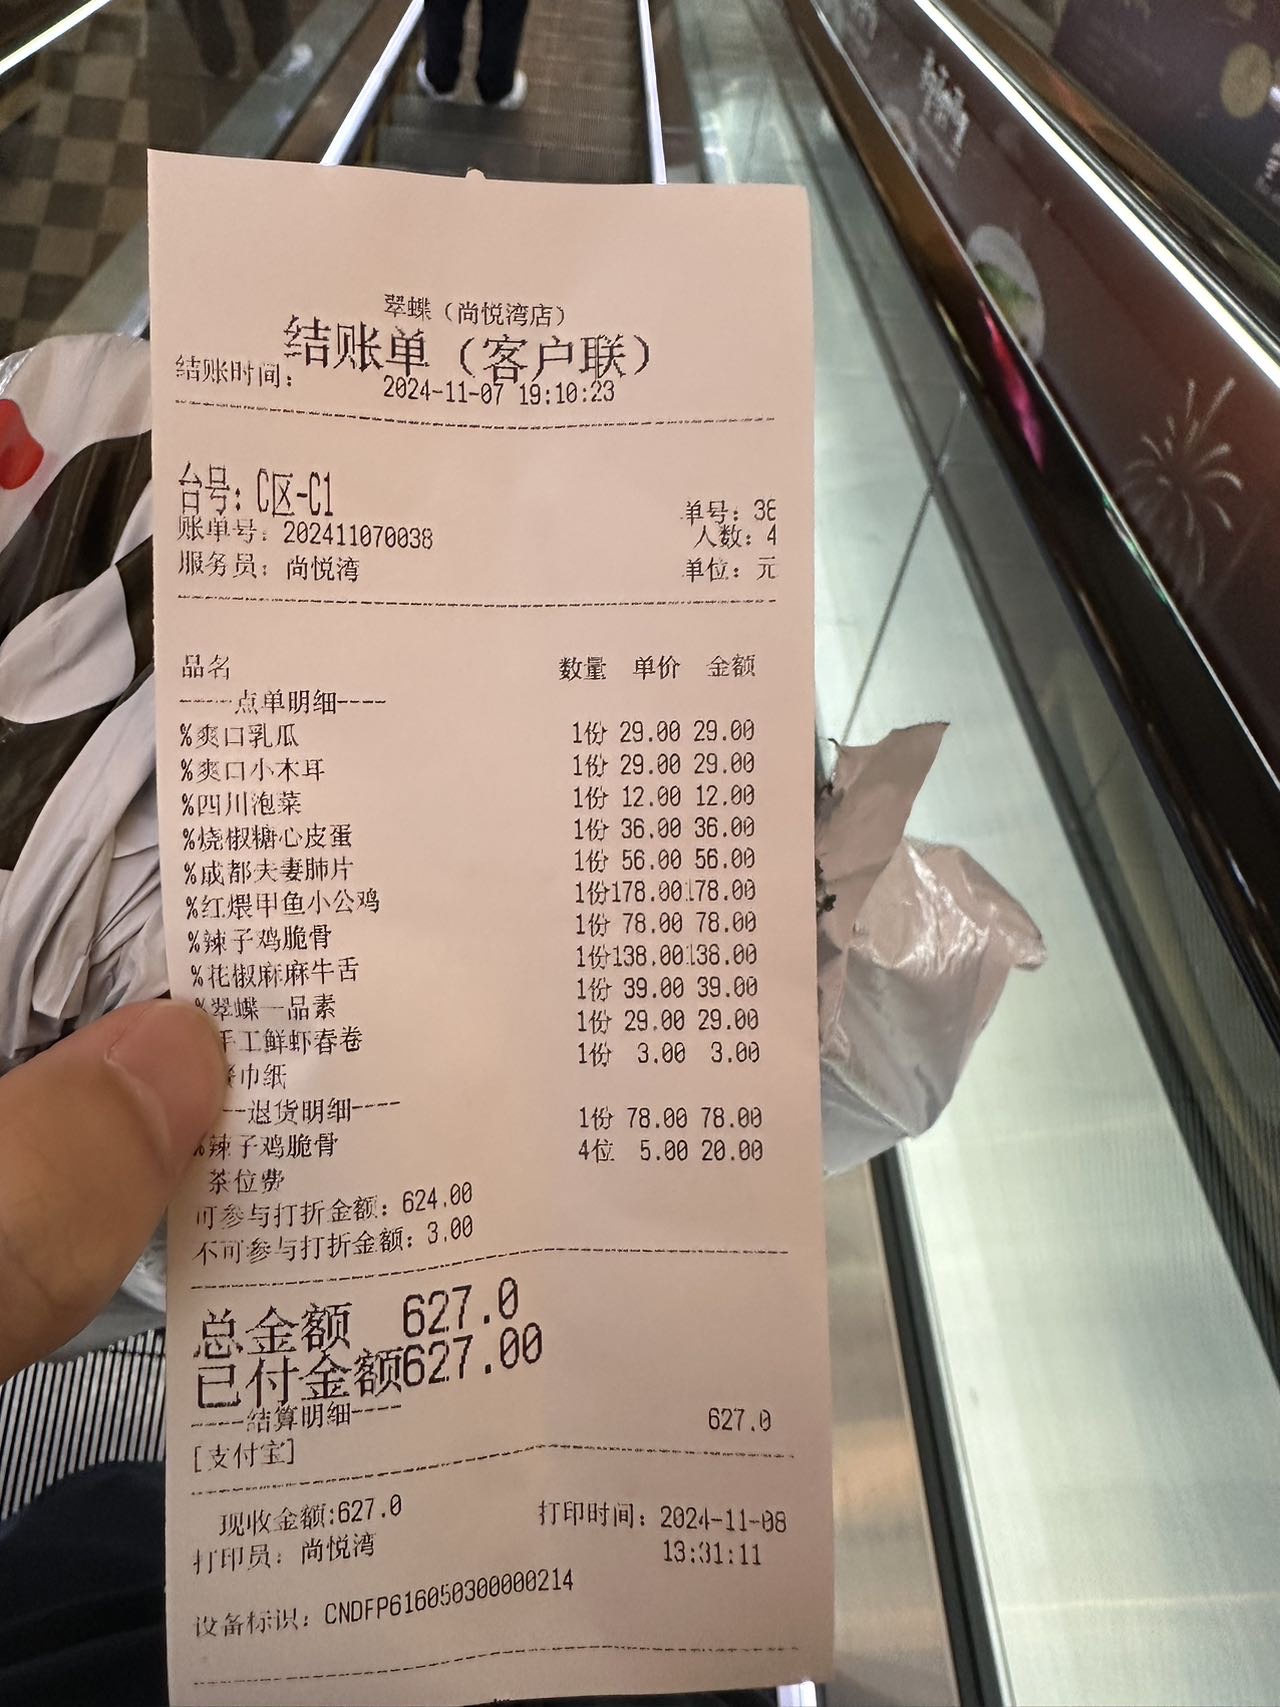 翠蝶（尚悦湾店）
结账单（客户联）
结账时间： 2024-11-07 19:10:23
台号：C区-C1
单号：36
账单号：202411070038 人数：4
服务员：尚悦湾 单位：元
品名 数量 单价 金额
----点单明细----
%爽口乳瓜 1份 29.00 29.00
%爽口小木耳 1份 29.00 29.00
%四川泡菜 1份 12.00 12.00
%烧椒糖心皮蛋 1份 36.00 36.00
%成都夫妻肺片 1份 56.00 56.00
%红煨甲鱼小公鸡 1份178.00178.00
%辣子鸡脆骨 1份 78.00 78.00
%花椒麻麻牛舌 1份138.00138.00
%翠蝶一品素 1份 39.00 39.00
手工鲜虾春卷 1份 29.00 29.00
巾纸 1份 3.00 3.00
--退货明细----
%辣子鸡脆骨 1份 78.00 78.00
茶位费 4位 5.00 20.00
可参与打折金额：624.00
不可参与打折金额：3.00
总金额 627.0
已付金额627.00
----结算明细----
[支付宝] 627.0
现收金额:627.0 打印时间：2024-11-08
打印员：尚悦湾 13:31:11
设备标识：CNDFP616050300000214